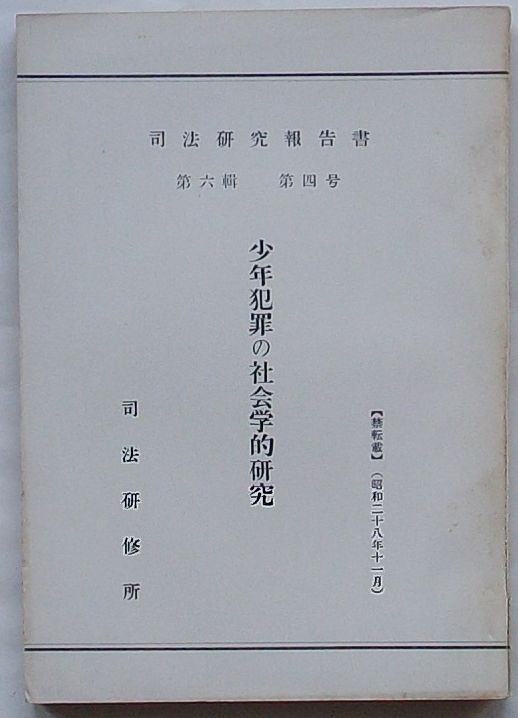 司法研究報告書
第六輯 第四号
【禁転載】（昭和二十八年十一月）
少年犯罪の社会学的研究
司法研修所